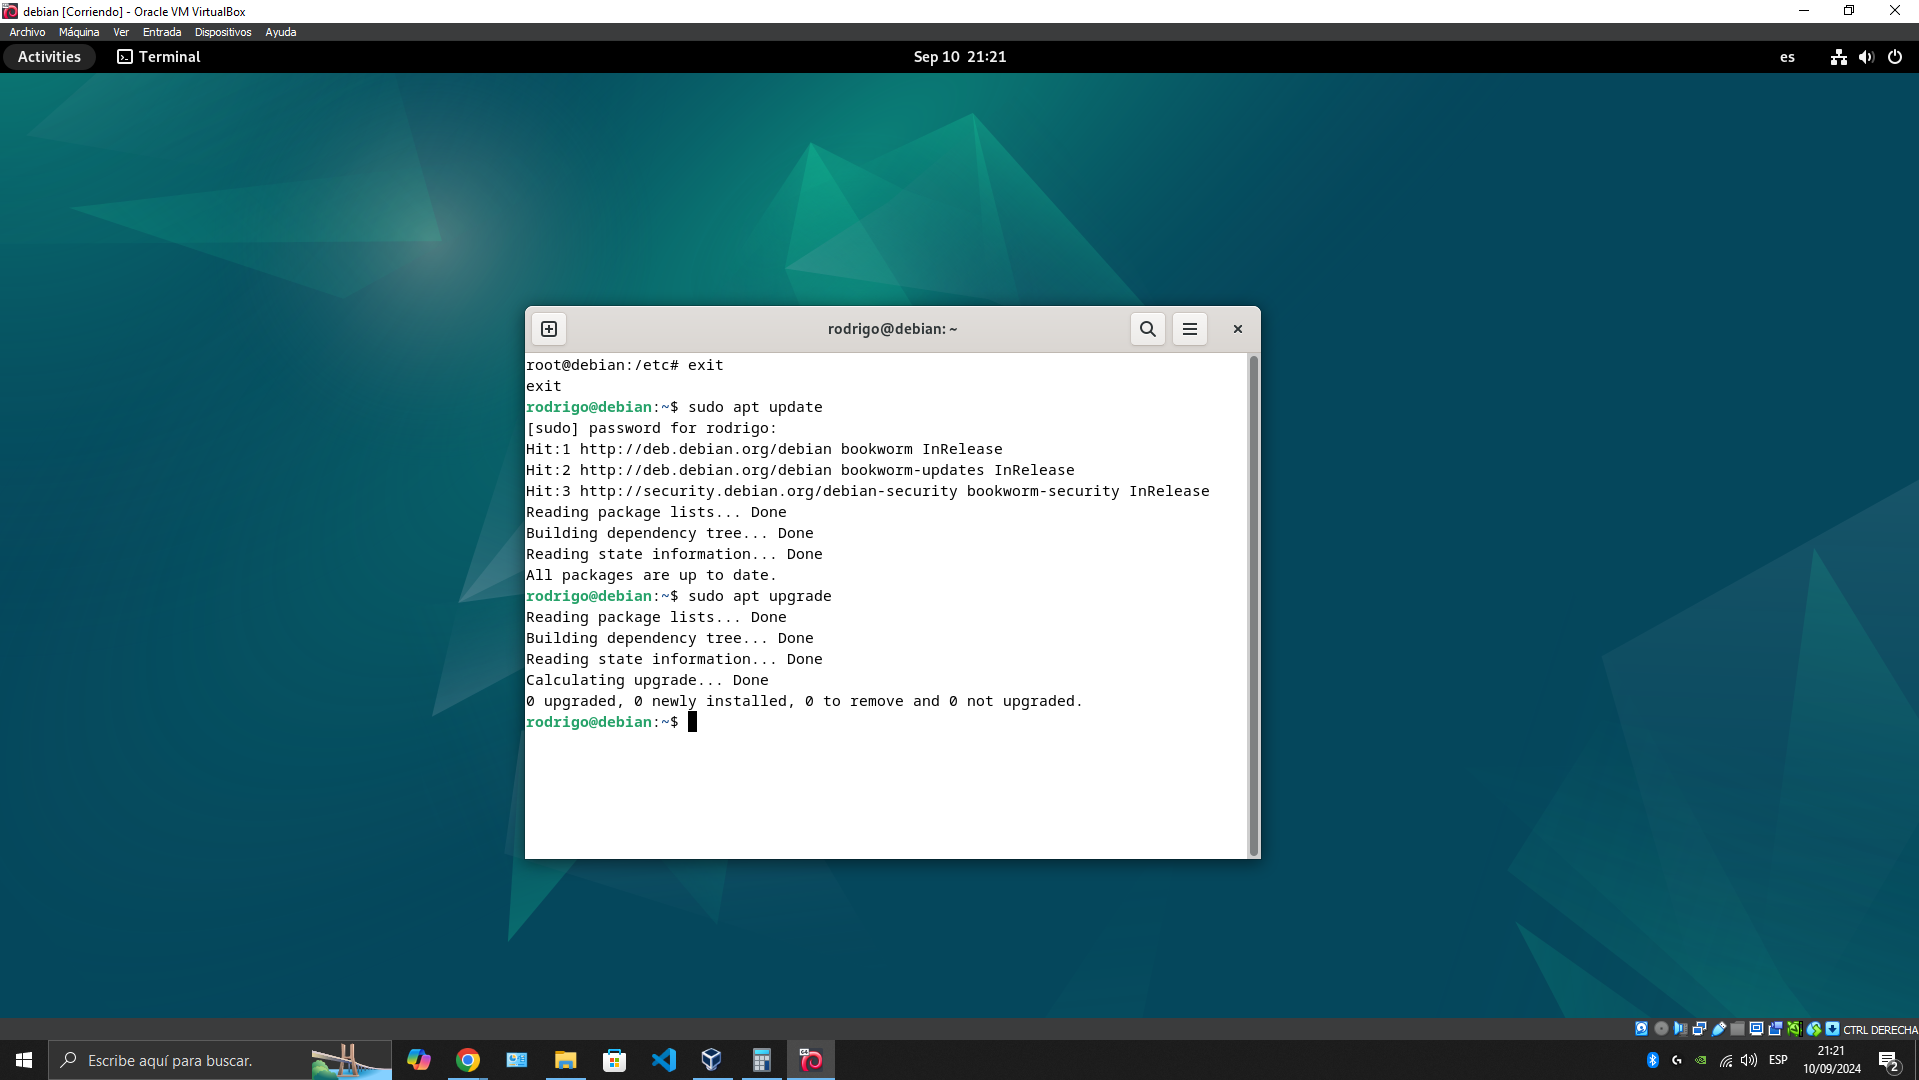 debian [Corriendo] - Oracle VM VirtualBox
Archivo Máquina Ver Entrada Dispositivos Ayuda
Activities Terminal Sep 10 21:21 es
rodrigo@debian: ~
root@debian:/etc# exit
exit
rodrigo@debian:~$ sudo apt update
[sudo] password for rodrigo:
Hit:1 http://deb.debian.org/debian bookworm InRelease
Hit:2 http://deb.debian.org/debian bookworm-updates InRelease
Hit:3 http://security.debian.org/debian-security bookworm-security InRelease
Reading package lists... Done
Building dependency tree... Done
Reading state information... Done
All packages are up to date.
rodrigo@debian:~$ sudo apt upgrade
Reading package lists... Done
Building dependency tree... Done
Reading state information... Done
Calculating upgrade... Done
0 upgraded, 0 newly installed, 0 to remove and 0 not upgraded.
rodrigo@debian:~$
CTRL DERECHA
Escribe aquí para buscar.
64
ESP
21:21
10/09/2024
2